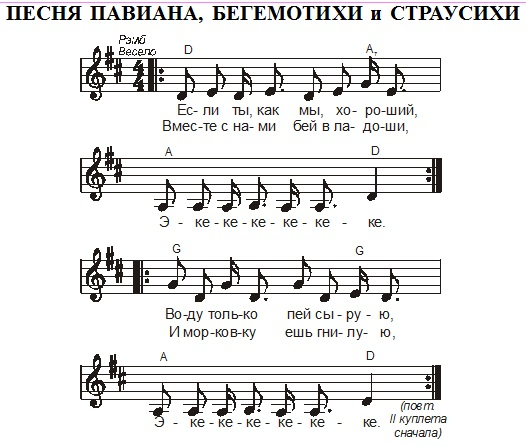 ПЕСНЯ ПАВИАНА, БЕГЕМОТИХИ и СТРАУСИХИ
Рэмб
Весело
D A7
Ес- ли ты, как мы, хо- ро-ший,
Вмес-те с на- ми бей в ла- до-ши,
A D
Э - ке - ке - ке - ке - ке - ке.
G G
Во-ду толь-ко пей сы - ру - ю,
И мор-ков-ку ешь гни - лу- ю,
A D
Э - ке - ке - ке- ке - ке - ке.
(повт.
II куплета
сначала)